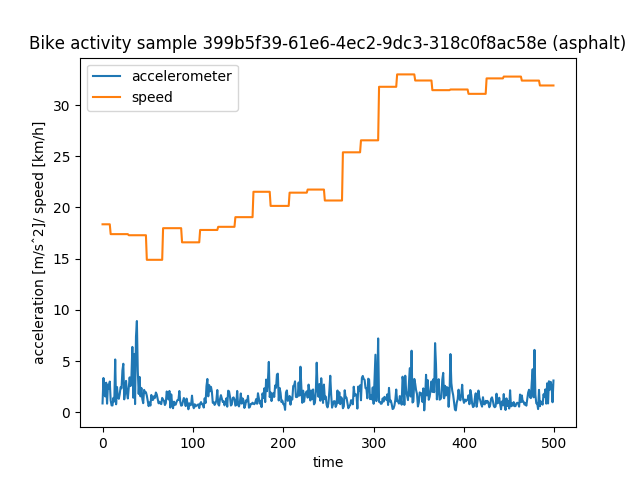 Bike activity sample 399b5f39-61e6-4ec2-9dc3-318c0f8ac58e (asphalt)
accelerometer
speed
acceleration [m/s^2]/ speed [km/h]
30
25
20
15
10
5
0
0 100 200 300 400 500
time